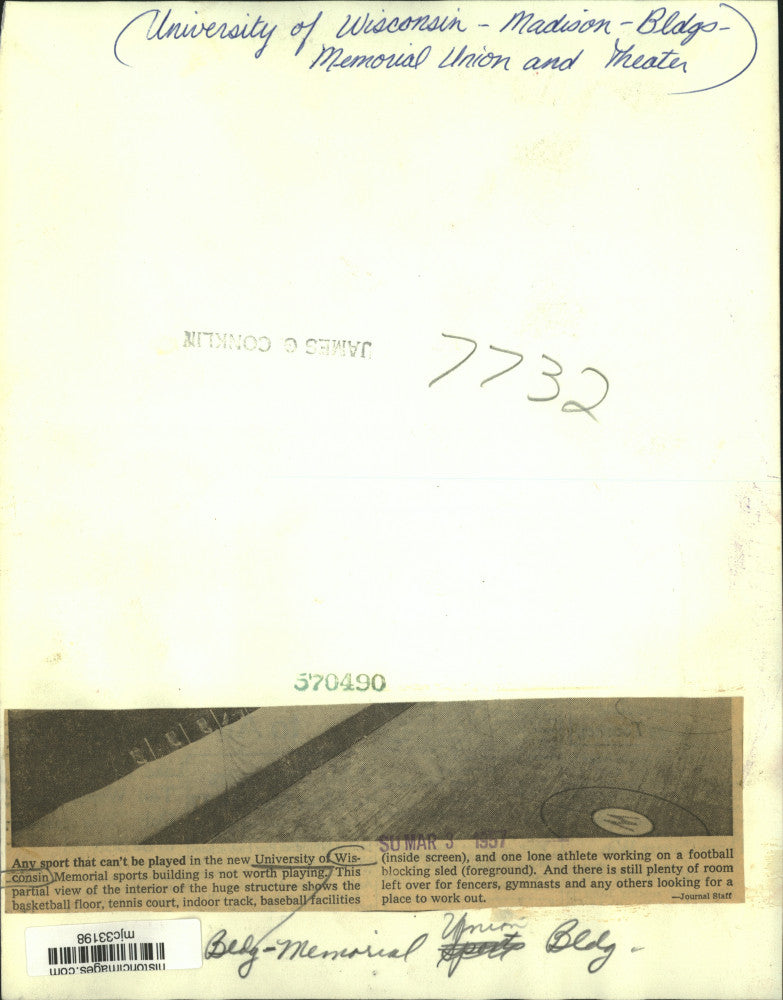 (University of Wisconsin - Madison - Bldgs-
Memorial Union and Theater)
JAMES G CONKLIN
7732
570490
W
SU MAR 3 1957
Any sport that can't be played in the new University of Wis-
consin Memorial sports building is not worth playing. This
partial view of the interior of the huge structure shows the
basketball floor, tennis court, indoor track, baseball facilities
(inside screen), and one lone athlete working on a football
blocking sled (foreground). And there is still plenty of room
left over for fencers, gymnasts and any others looking for a
place to work out.
—Journal Staff
Union
Bldg-Memorial Sports Bldg.
mjc33198
historicimages.com